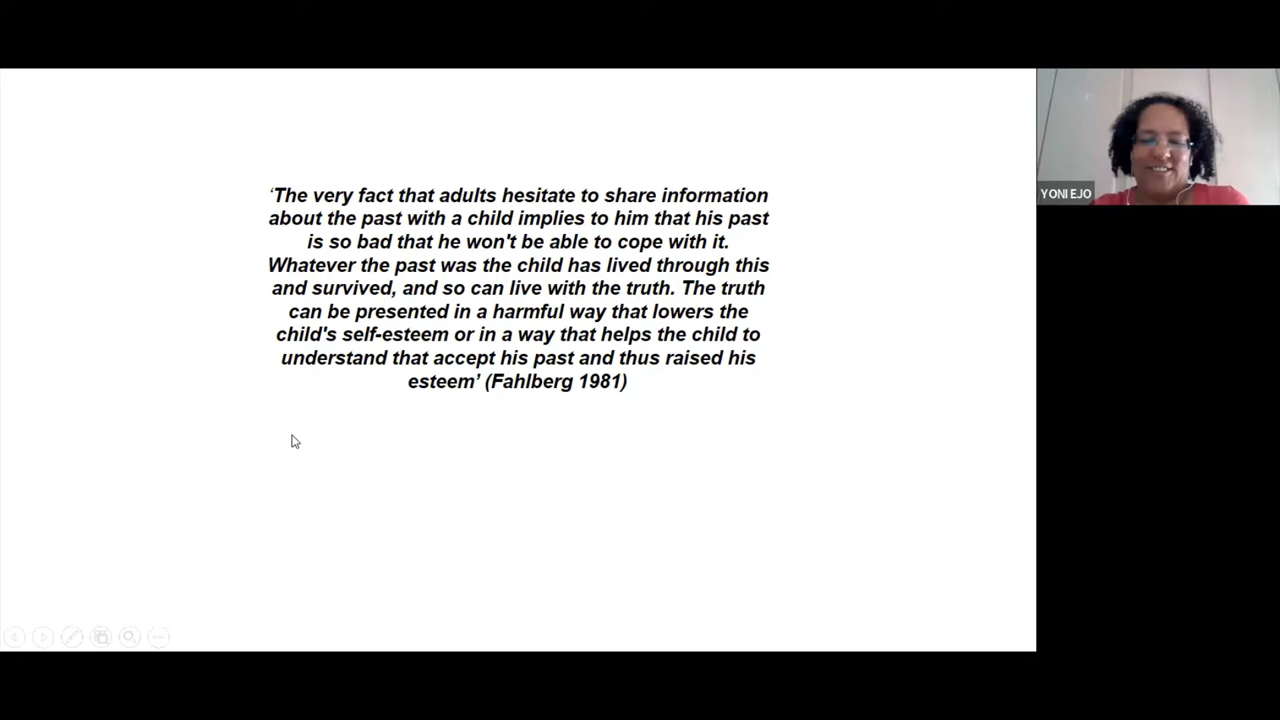 ‘The very fact that adults hesitate to share information
about the past with a child implies to him that his past
is so bad that he won't be able to cope with it.
Whatever the past was the child has lived through this
and survived, and so can live with the truth. The truth
can be presented in a harmful way that lowers the
child's self-esteem or in a way that helps the child to
understand that accept his past and thus raised his
esteem’ (Fahlberg 1981)
YONI EJO